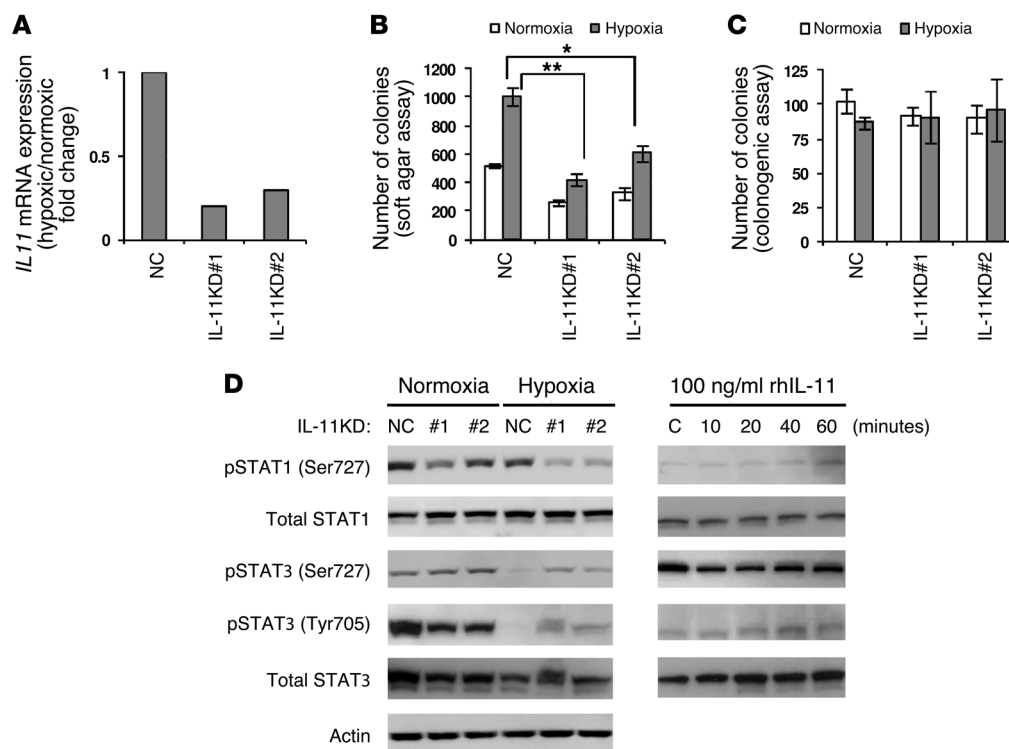 A
IL11 mRNA expression
(hypoxic/normoxic
fold change)
1
0.5
0
NC
IL-11KD#1
IL-11KD#2
B
Normoxia
Hypoxia
Number of colonies
(soft agar assay)
1200
1000
800
600
400
200
0
*
**
NC
IL-11KD#1
IL-11KD#2
C
Normoxia
Hypoxia
Number of colonies
(colonogenic assay)
125
100
75
50
25
0
NC
IL-11KD#1
IL-11KD#2
D
Normoxia Hypoxia 100 ng/ml rhIL-11
IL-11KD: NC #1 #2 NC #1 #2 C 10 20 40 60 (minutes)
pSTAT1 (Ser727)
Total STAT1
pSTAT3 (Ser727)
pSTAT3 (Tyr705)
Total STAT3
Actin